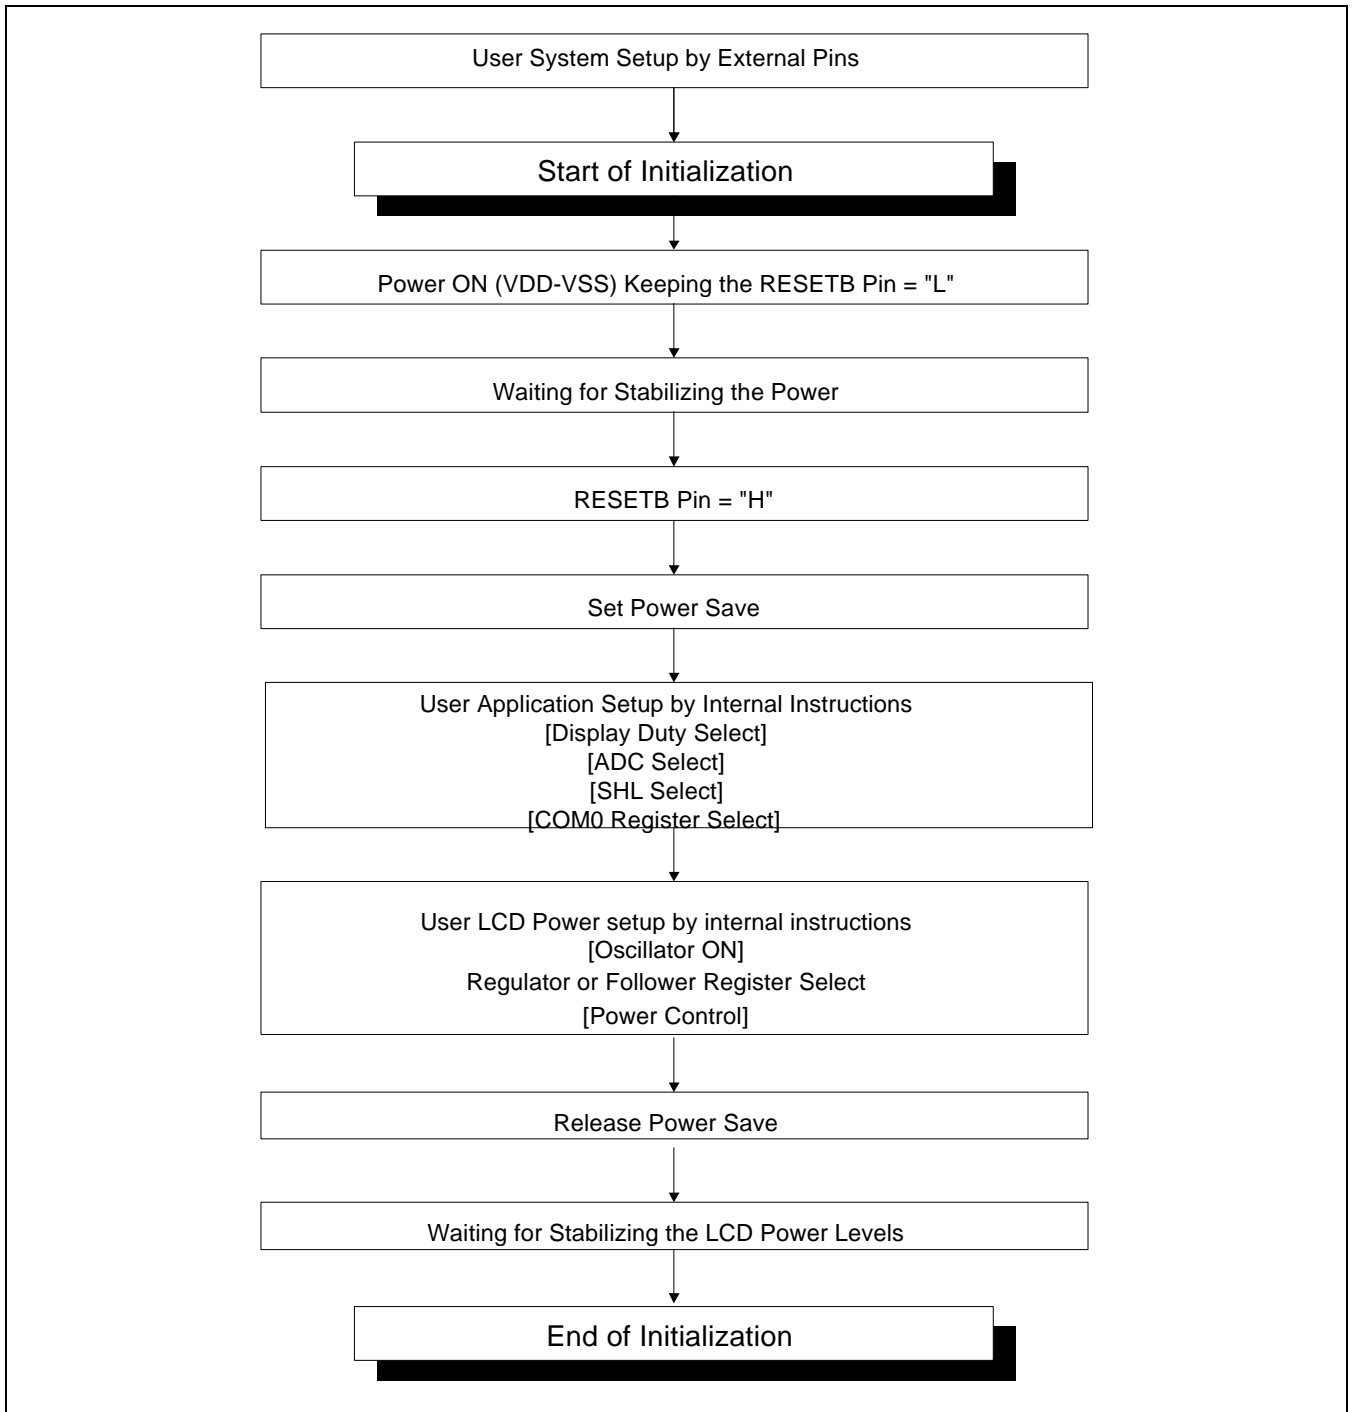 User System Setup by External Pins
Start of Initialization
Power ON (VDD-VSS) Keeping the RESETB Pin = "L"
Waiting for Stabilizing the Power
RESETB Pin = "H"
Set Power Save
User Application Setup by Internal Instructions
[Display Duty Select]
[ADC Select]
[SHL Select]
[COM0 Register Select]
User LCD Power setup by internal instructions
[Oscillator ON]
Regulator or Follower Register Select
[Power Control]
Release Power Save
Waiting for Stabilizing the LCD Power Levels
End of Initialization